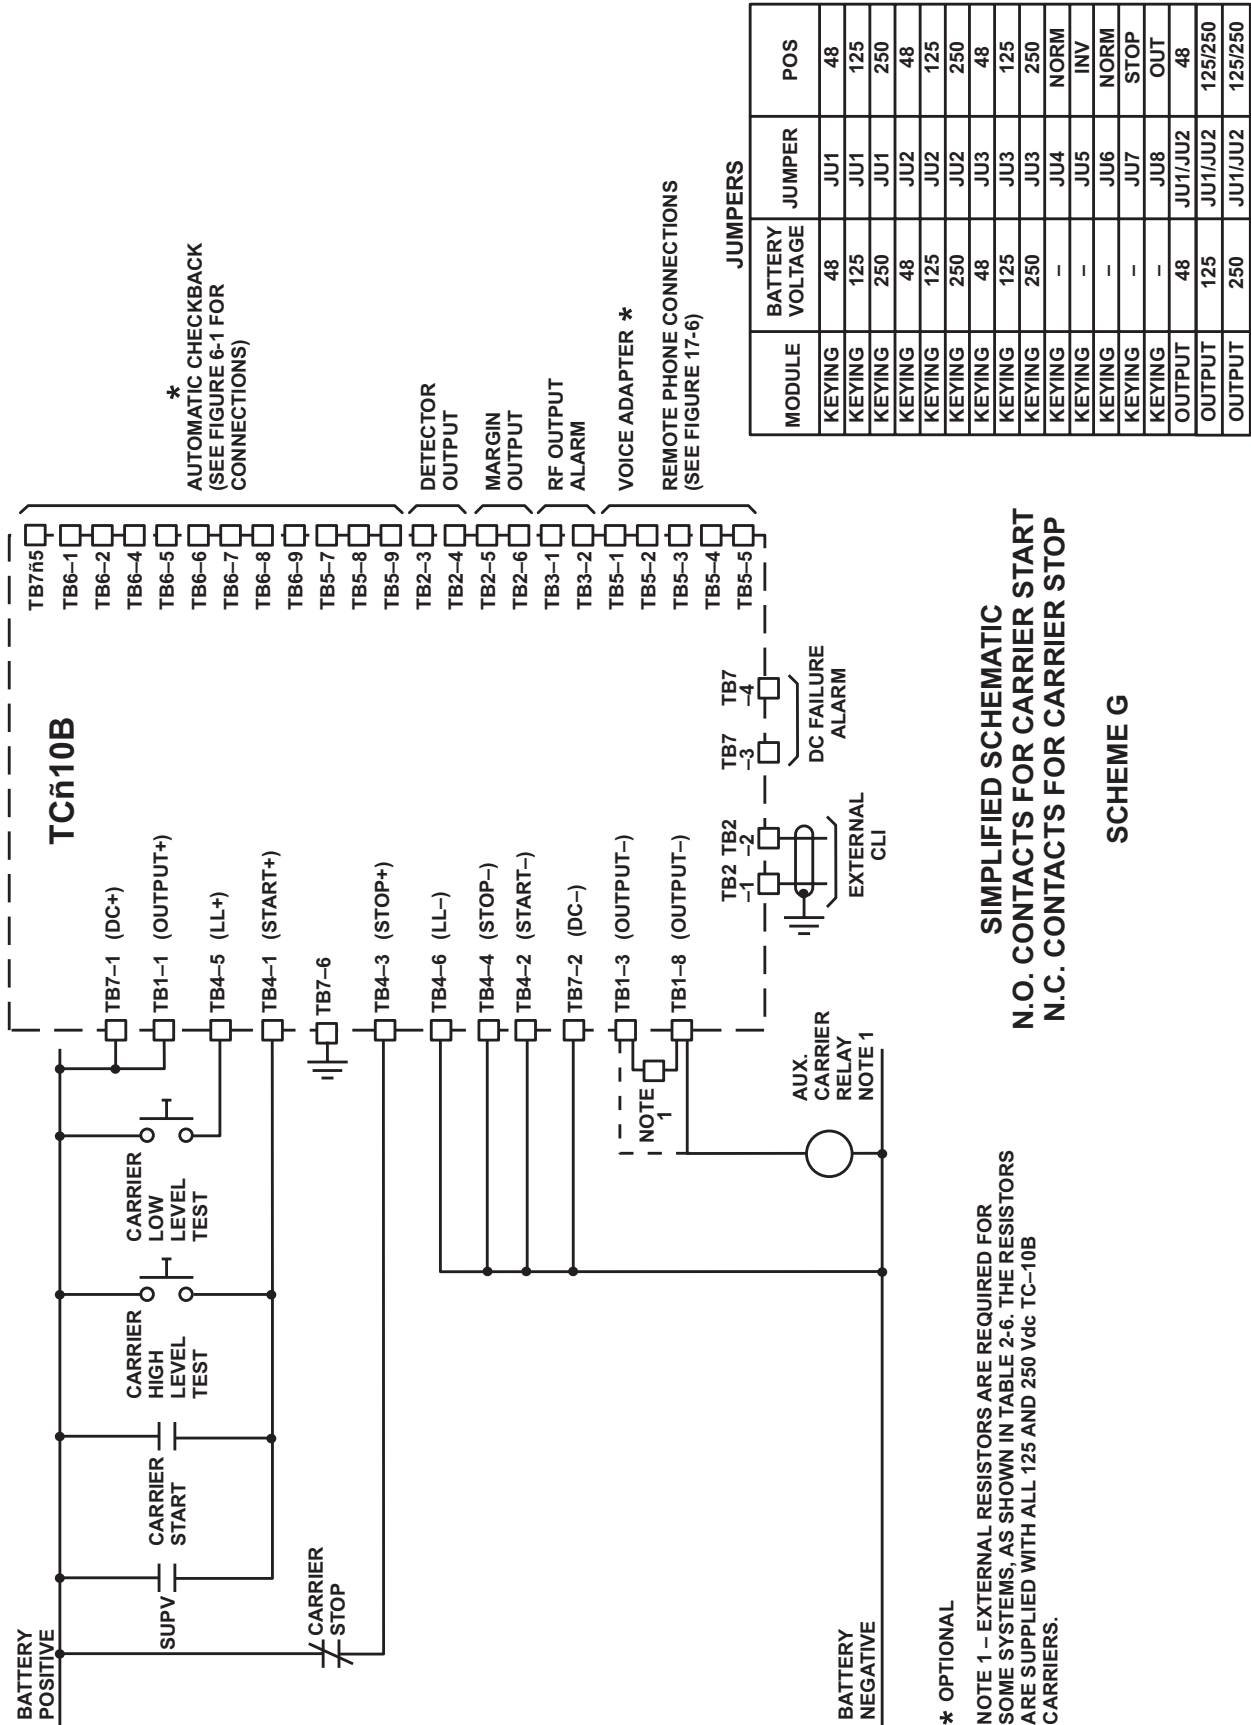 TCñ10B
BATTERY
POSITIVE
SUPV
CARRIER
START
CARRIER
HIGH
LEVEL
TEST
CARRIER
LOW
LEVEL
TEST
CARRIER
STOP
BATTERY
NEGATIVE
TB7–1 (DC+)
TB1–1 (OUTPUT+)
TB4–5 (LL+)
TB4–1 (START+)
TB7–6
TB4–3 (STOP+)
TB4–6 (LL–)
TB4–4 (STOP–)
TB4–2 (START–)
TB7–2 (DC–)
TB1–3 (OUTPUT–)
TB1–8 (OUTPUT–)
NOTE
1
AUX.
CARRIER
RELAY
NOTE 1
TB2
–1
TB2
–2
EXTERNAL
CLI
TB7
–3
TB7
–4
DC FAILURE
ALARM
TB7ñ5
TB6–1
TB6–2
TB6–4
TB6–5
TB6–6
TB6–7
TB6–8
TB6–9
TB5–7
TB5–8
TB5–9
TB2–3
TB2–4
TB2–5
TB2–6
TB3–1
TB3–2
TB5–1
TB5–2
TB5–3
TB5–4
TB5–5
*
AUTOMATIC CHECKBACK
(SEE FIGURE 6-1 FOR
CONNECTIONS)
DETECTOR
OUTPUT
MARGIN
OUTPUT
RF OUTPUT
ALARM
VOICE ADAPTER *
REMOTE PHONE CONNECTIONS
(SEE FIGURE 17-6)
JUMPERS
MODULE BATTERY VOLTAGE JUMPER POS
KEYING 48 JU1 48
KEYING 125 JU1 125
KEYING 250 JU1 250
KEYING 48 JU2 48
KEYING 125 JU2 125
KEYING 250 JU2 250
KEYING 48 JU3 48
KEYING 125 JU3 125
KEYING 250 JU3 250
KEYING – JU4 NORM
KEYING – JU5 INV
KEYING – JU6 NORM
KEYING – JU7 STOP
KEYING – JU8 OUT
OUTPUT 48 JU1/JU2 48
OUTPUT 125 JU1/JU2 125/250
OUTPUT 250 JU1/JU2 125/250
* OPTIONAL
NOTE 1 – EXTERNAL RESISTORS ARE REQUIRED FOR
SOME SYSTEMS, AS SHOWN IN TABLE 2-6. THE RESISTORS
ARE SUPPLIED WITH ALL 125 AND 250 Vdc TC–10B
CARRIERS.
SIMPLIFIED SCHEMATIC
N.O. CONTACTS FOR CARRIER START
N.C. CONTACTS FOR CARRIER STOP
SCHEME G